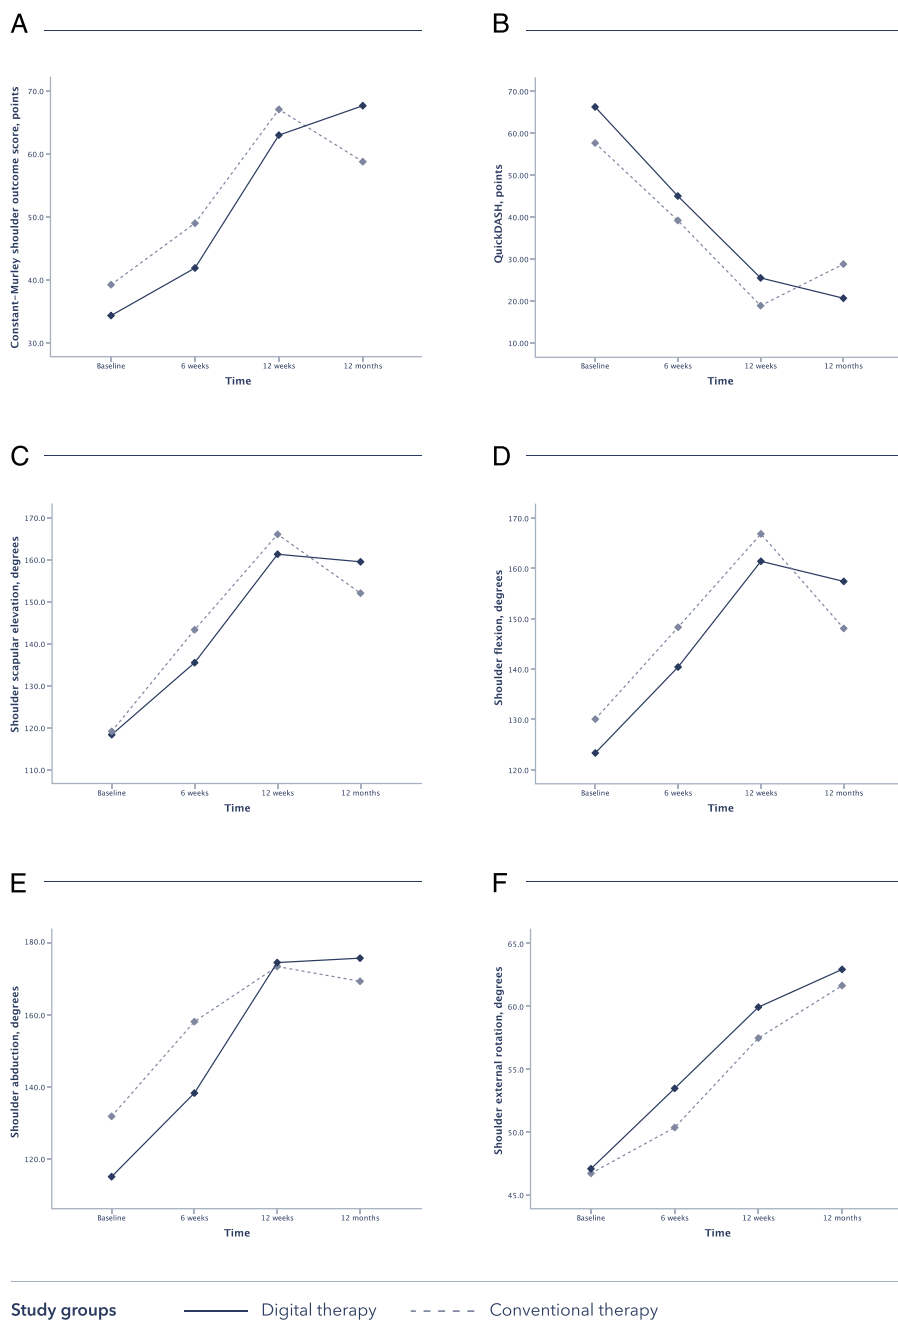 A
Constant–Murley shoulder outcome score, points
70.0
60.0
50.0
40.0
30.0
Baseline 6 weeks 12 weeks 12 months
Time
B
QuickDASH, points
70.00
60.00
50.00
40.00
30.00
20.00
10.00
Baseline 6 weeks 12 weeks 12 months
Time
C
Shoulder scapular elevation, degrees
170.0
160.0
150.0
140.0
130.0
120.0
110.0
Baseline 6 weeks 12 weeks 12 months
Time
D
Shoulder flexion, degrees
170.0
160.0
150.0
140.0
130.0
120.0
Baseline 6 weeks 12 weeks 12 months
Time
E
Shoulder abduction, degrees
180.0
160.0
140.0
120.0
Baseline 6 weeks 12 weeks 12 months
Time
F
Shoulder external rotation, degrees
65.0
60.0
55.0
50.0
45.0
Baseline 6 weeks 12 weeks 12 months
Time
Study groups Digital therapy Conventional therapy